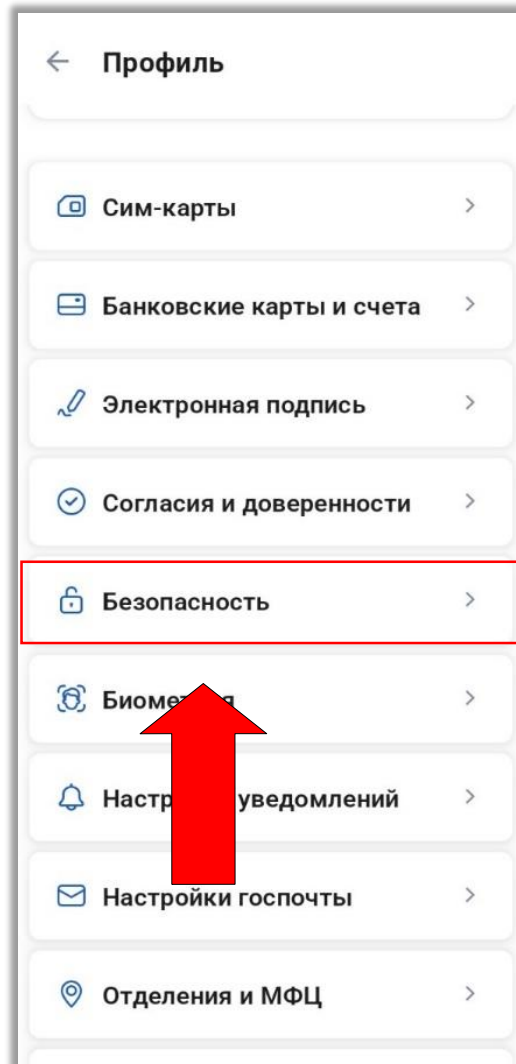 Профиль
Сим-карты
Банковские карты и счета
Электронная подпись
Согласия и доверенности
Безопасность
уведомлений
Настройки госпочты
Отделения и МФЦ